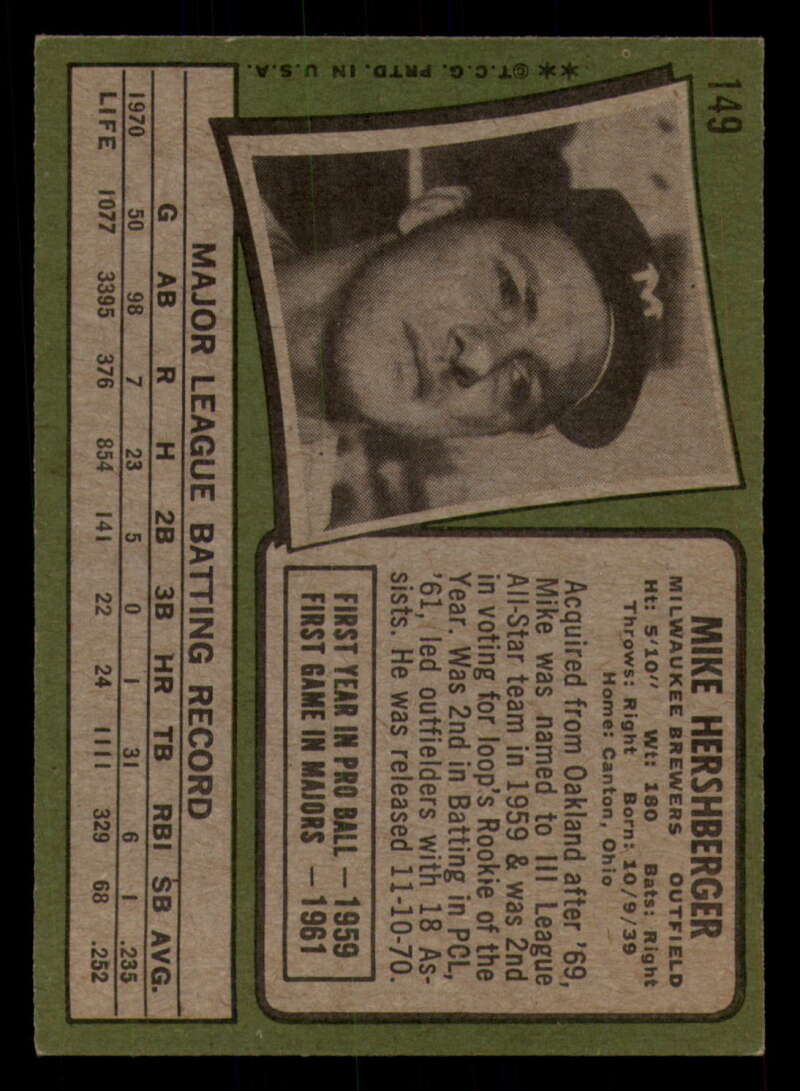 149
M
** ©T.C.G. PRTD. IN U.S.A.
MIKE HERSHBERGER
MILWAUKEE BREWERS OUTFIELD
Ht: 5'10" Wt: 180 Bats: Right
Throws: Right Born: 10/9/39
Home: Canton, Ohio
Acquired from Oakland after '69,
Mike was named to III League
All-Star team in 1959 & was 2nd
in voting for loop's Rookie of the
Year. Was 2nd in Batting in PCL,
'61, led outfielders with 18 As-
sists. He was released 11-10-70.
FIRST YEAR IN PRO BALL — 1959
FIRST GAME IN MAJORS — 1961
MAJOR LEAGUE BATTING RECORD
G AB R H 2B 3B HR TB RBI SB AVG.
1970 50 98 7 23 5 0 1 31 6 1 .235
LIFE 1077 3395 376 854 141 22 24 1111 329 68 .252